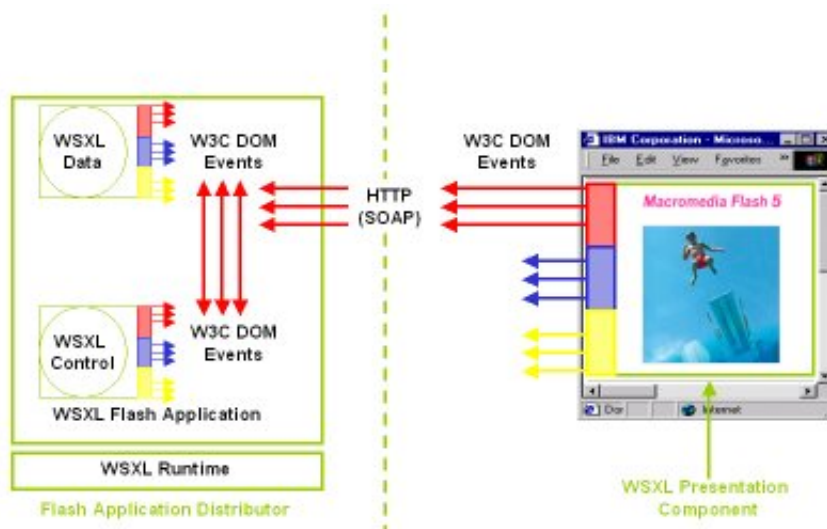 WSXL
Data
W3C DOM
Events
WSXL
Control
W3C DOM
Events
WSXL Flash Application
WSXL Runtime
Flash Application Distributor
HTTP
(SOAP)
W3C DOM
Events
IBM Corporation - Microso...
File Edit View Favorites »
Macromedia Flash 5
Dor
Internet
WSXL Presentation
Component